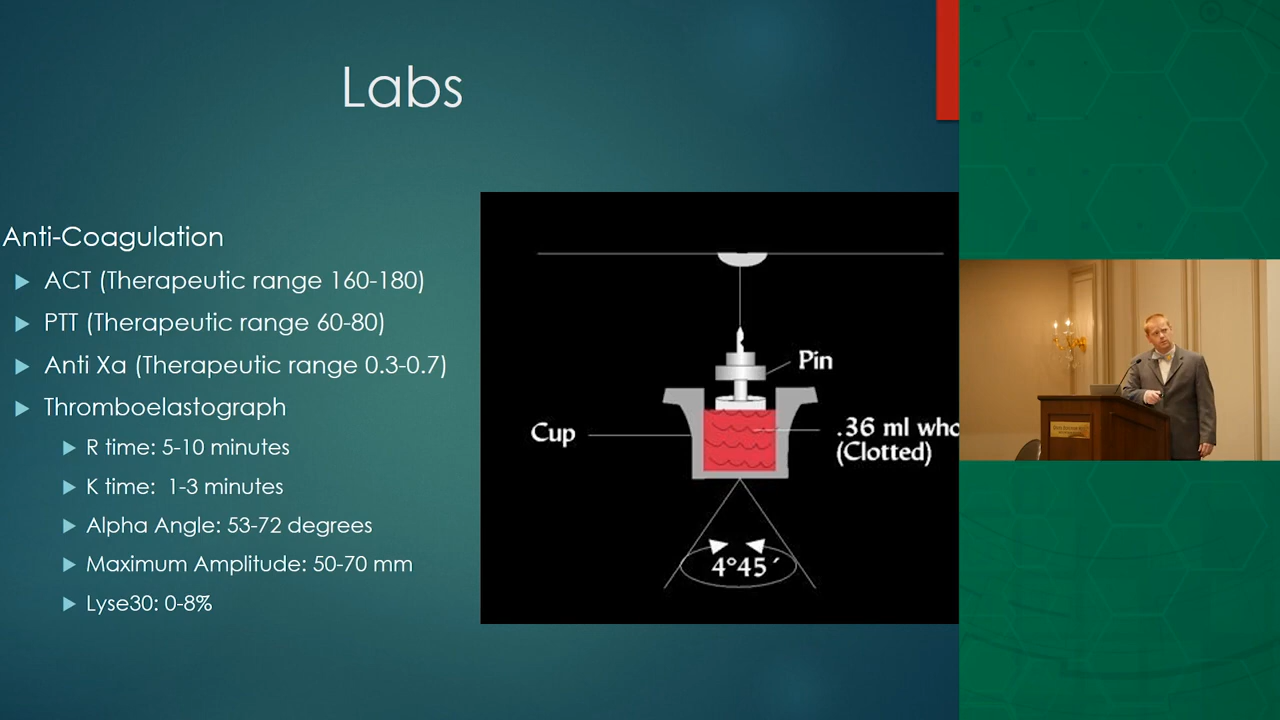 Labs
Anti-Coagulation
ACT (Therapeutic range 160-180)
PTT (Therapeutic range 60-80)
Anti Xa (Therapeutic range 0.3-0.7)
Thromboelastograph
R time: 5-10 minutes
K time:  1-3 minutes
Alpha Angle: 53-72 degrees
Maximum Amplitude: 50-70 mm
Lyse30: 0-8%
Pin
Cup
.36 ml who
(Clotted)
4°45´